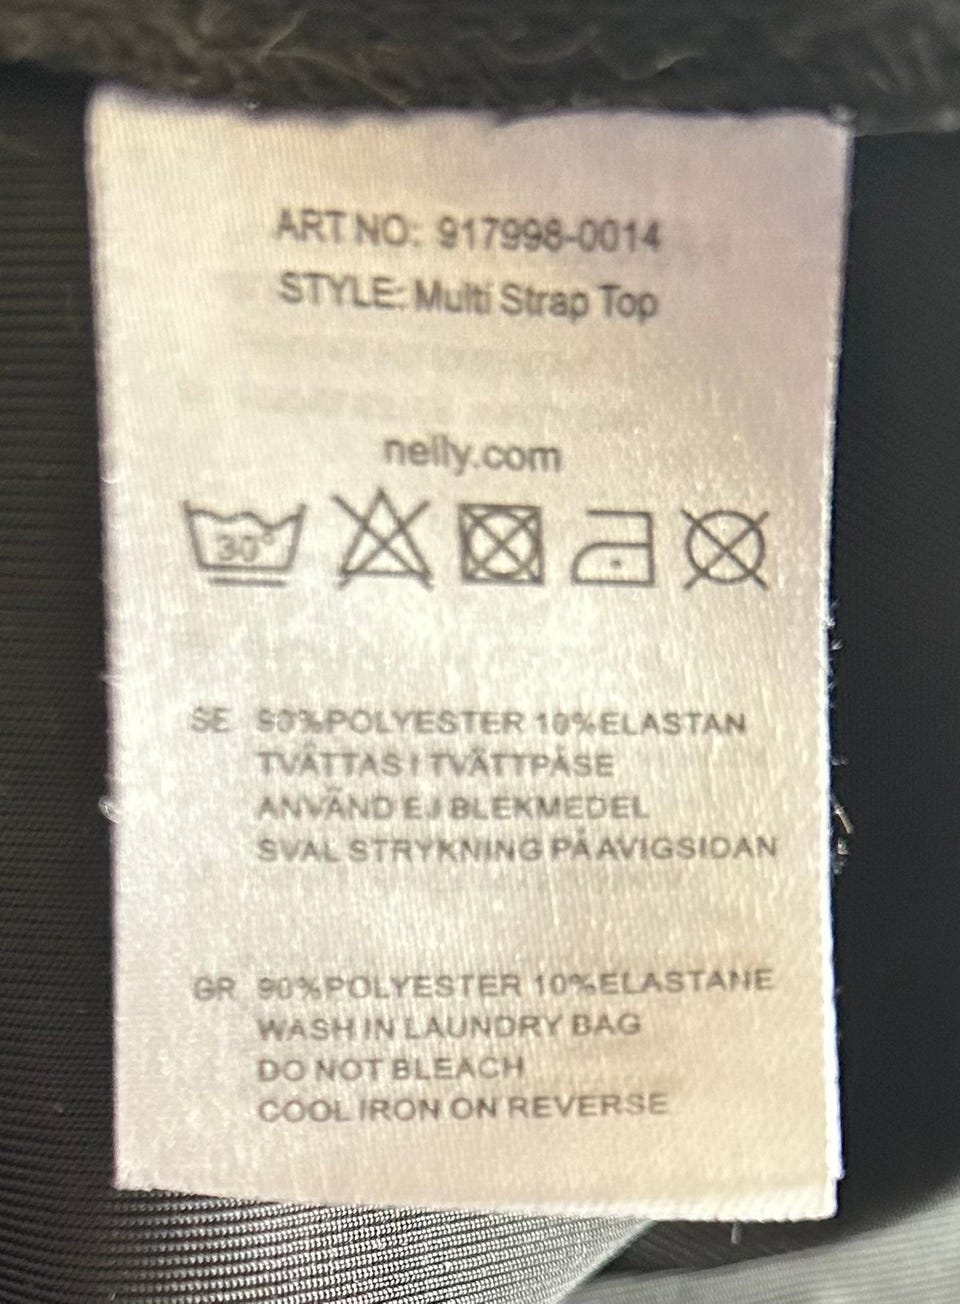 ART NO: 917998-0014
STYLE: Multi Strap Top
nelly.com
30°
SE 90%POLYESTER 10%ELASTAN
TVÄTTAS I TVÄTTPÅSE
ANVÄND EJ BLEKMEDEL
SVAL STRYKNING PÅ AVIGSIDAN
GR 90%POLYESTER 10%ELASTANE
WASH IN LAUNDRY BAG
DO NOT BLEACH
COOL IRON ON REVERSE